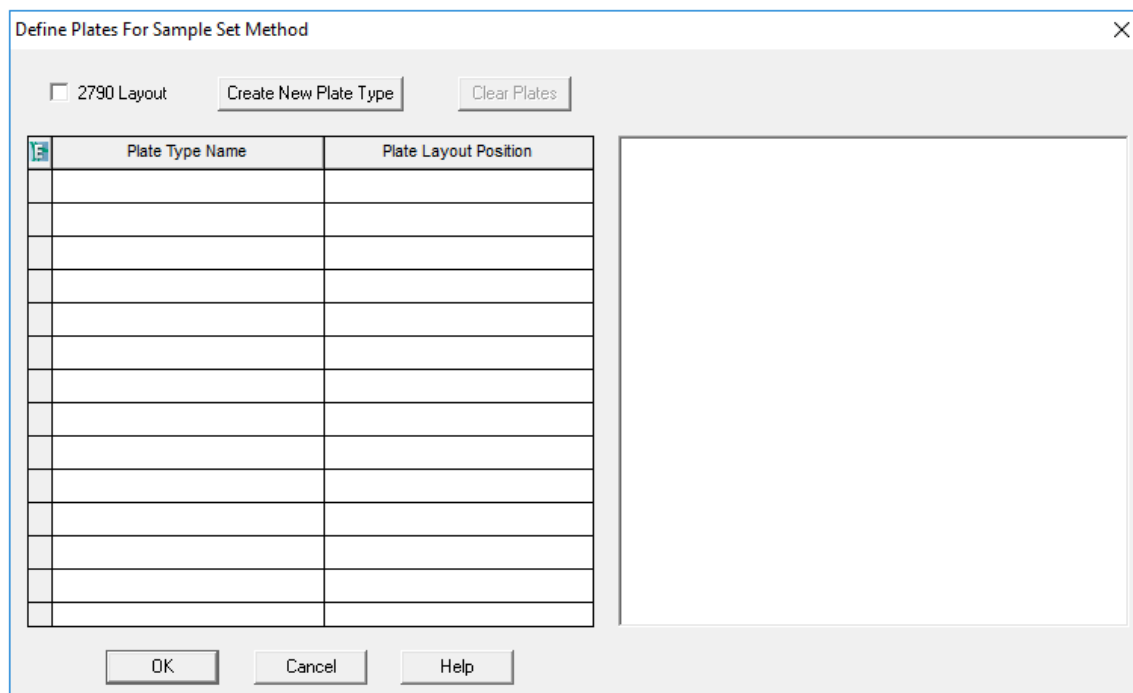 Define Plates For Sample Set Method
2790 Layout Create New Plate Type Clear Plates
Plate Type Name Plate Layout Position
OK Cancel Help